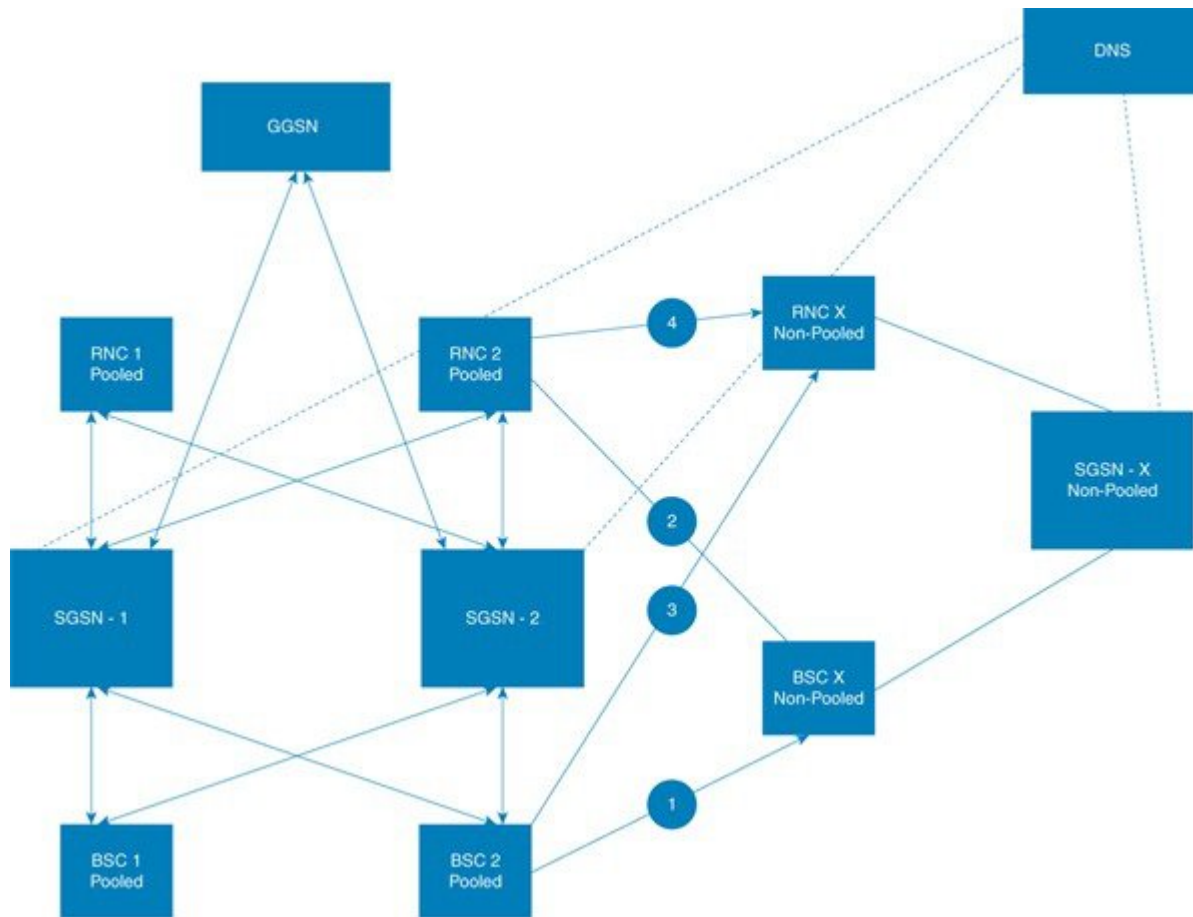 DNS
GGSN
RNC 1
Pooled
RNC 2
Pooled
4
RNC X
Non-Pooled
SGSN - X
Non-Pooled
2
SGSN - 1
SGSN - 2
3
BSC X
Non-Pooled
1
BSC 1
Pooled
BSC 2
Pooled